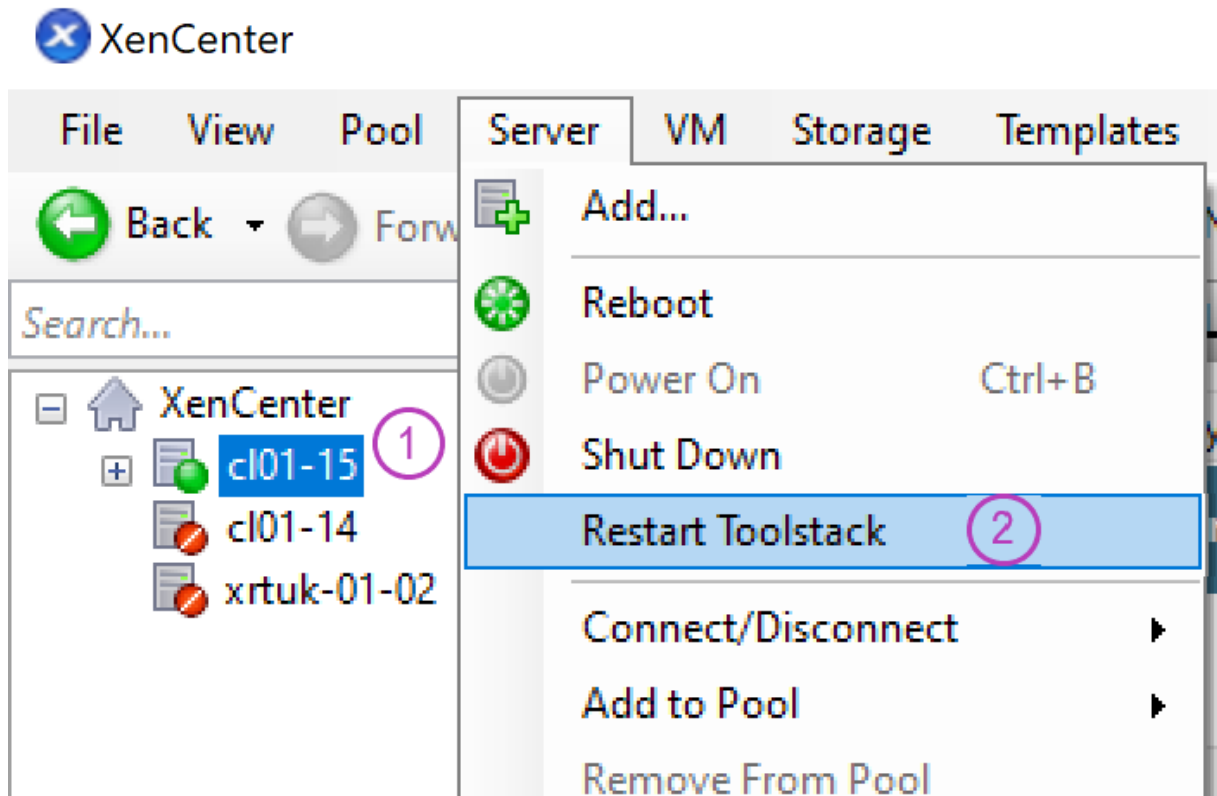 XenCenter
File View Pool Server VM Storage Templates
Back Forw
Search...
XenCenter
cl01-15 1
cl01-14
xrtuk-01-02
Add...
Reboot
Power On Ctrl+B
Shut Down
Restart Toolstack 2
Connect/Disconnect
Add to Pool
Remove From Pool